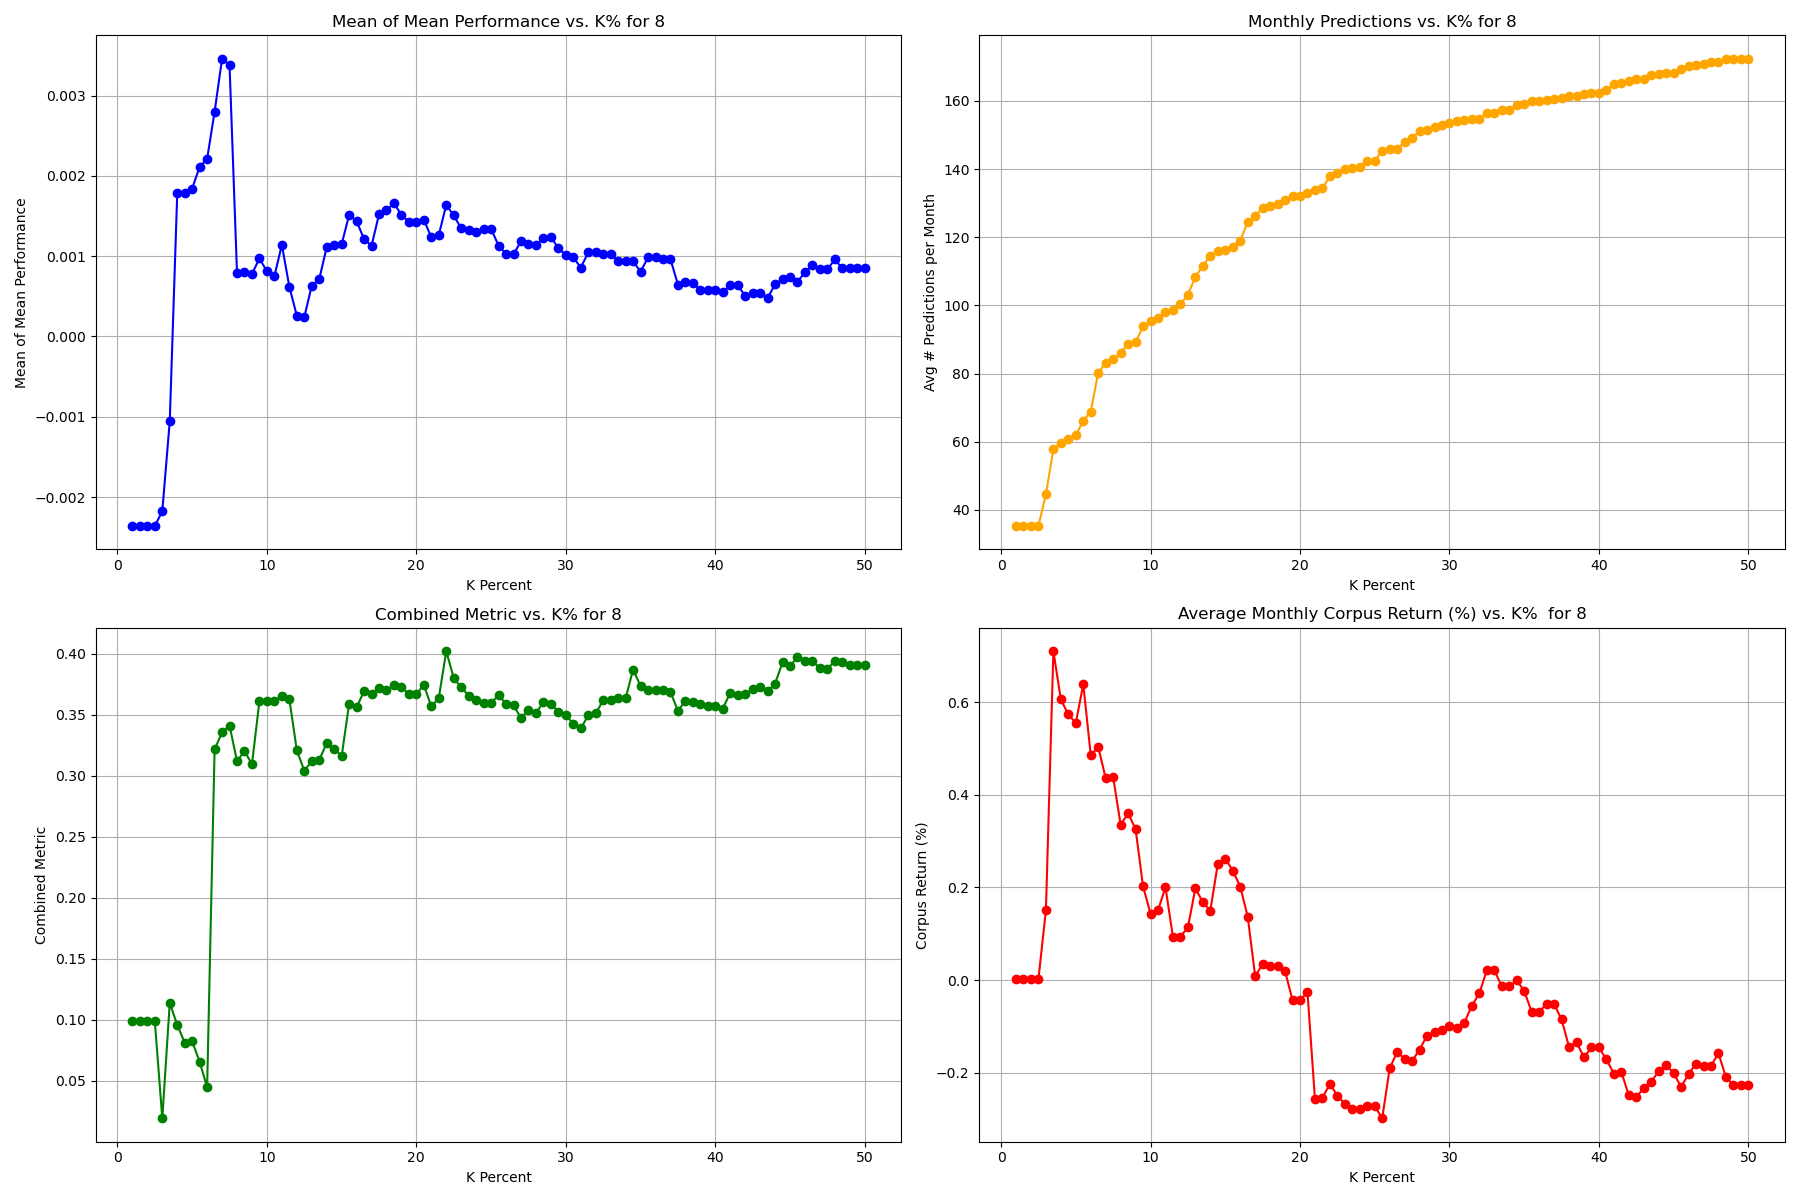 Mean of Mean Performance vs. K% for 8
Mean of Mean Performance
0.003
0.002
0.001
0.000
−0.001
−0.002
0 10 20 30 40 50
K Percent
Monthly Predictions vs. K% for 8
Avg # Predictions per Month
160
140
120
100
80
60
40
0 10 20 30 40 50
K Percent
Combined Metric vs. K% for 8
Combined Metric
0.40
0.35
0.30
0.25
0.20
0.15
0.10
0.05
0 10 20 30 40 50
K Percent
Average Monthly Corpus Return (%) vs. K%  for 8
Corpus Return (%)
0.6
0.4
0.2
0.0
−0.2
0 10 20 30 40 50
K Percent